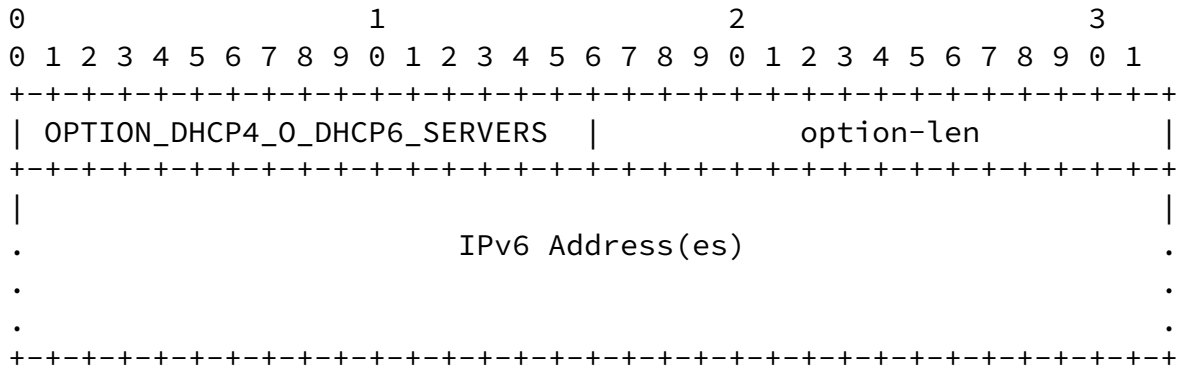 0                   1                   2                   3
0 1 2 3 4 5 6 7 8 9 0 1 2 3 4 5 6 7 8 9 0 1 2 3 4 5 6 7 8 9 0 1
+-+-+-+-+-+-+-+-+-+-+-+-+-+-+-+-+-+-+-+-+-+-+-+-+-+-+-+-+-+-+-+-+
| OPTION_DHCP4_O_DHCP6_SERVERS  |           option-len          |
+-+-+-+-+-+-+-+-+-+-+-+-+-+-+-+-+-+-+-+-+-+-+-+-+-+-+-+-+-+-+-+-+
|                                                               |
.                        IPv6 Address(es)                       .
.                                                               .
.                                                               .
+-+-+-+-+-+-+-+-+-+-+-+-+-+-+-+-+-+-+-+-+-+-+-+-+-+-+-+-+-+-+-+-+